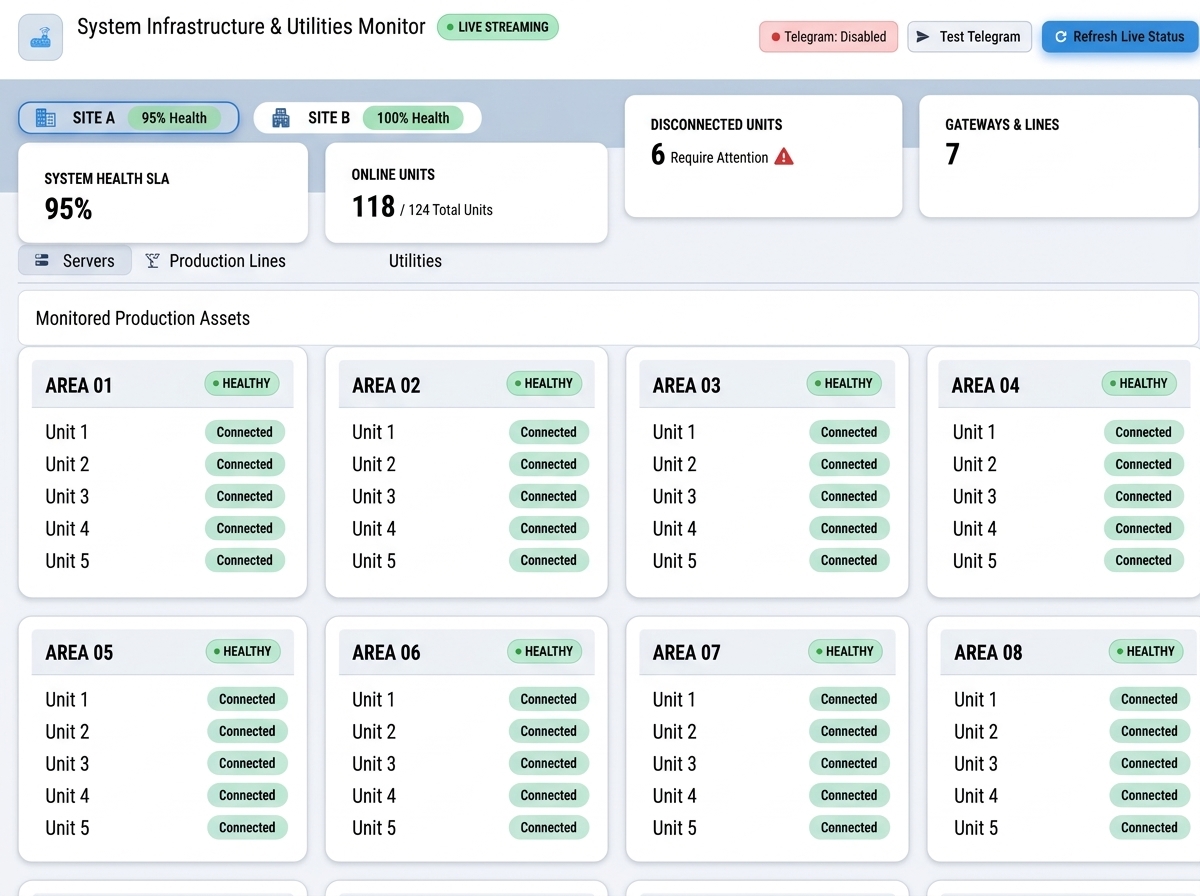 System Infrastructure & Utilities Monitor
LIVE STREAMING
Telegram: Disabled
Test Telegram
Refresh Live Status
SITE A
95% Health
SITE B
100% Health
SYSTEM HEALTH SLA
95%
ONLINE UNITS
118 / 124 Total Units
DISCONNECTED UNITS
6 Require Attention
GATEWAYS & LINES
7
Servers
Production Lines
Utilities
Monitored Production Assets
AREA 01
HEALTHY
Unit 1 Connected
Unit 2 Connected
Unit 3 Connected
Unit 4 Connected
Unit 5 Connected
AREA 02
HEALTHY
Unit 1 Connected
Unit 2 Connected
Unit 3 Connected
Unit 4 Connected
Unit 5 Connected
AREA 03
HEALTHY
Unit 1 Connected
Unit 2 Connected
Unit 3 Connected
Unit 4 Connected
Unit 5 Connected
AREA 04
HEALTHY
Unit 1 Connected
Unit 2 Connected
Unit 3 Connected
Unit 4 Connected
Unit 5 Connected
AREA 05
HEALTHY
Unit 1 Connected
Unit 2 Connected
Unit 3 Connected
Unit 4 Connected
Unit 5 Connected
AREA 06
HEALTHY
Unit 1 Connected
Unit 2 Connected
Unit 3 Connected
Unit 4 Connected
Unit 5 Connected
AREA 07
HEALTHY
Unit 1 Connected
Unit 2 Connected
Unit 3 Connected
Unit 4 Connected
Unit 5 Connected
AREA 08
HEALTHY
Unit 1 Connected
Unit 2 Connected
Unit 3 Connected
Unit 4 Connected
Unit 5 Connected